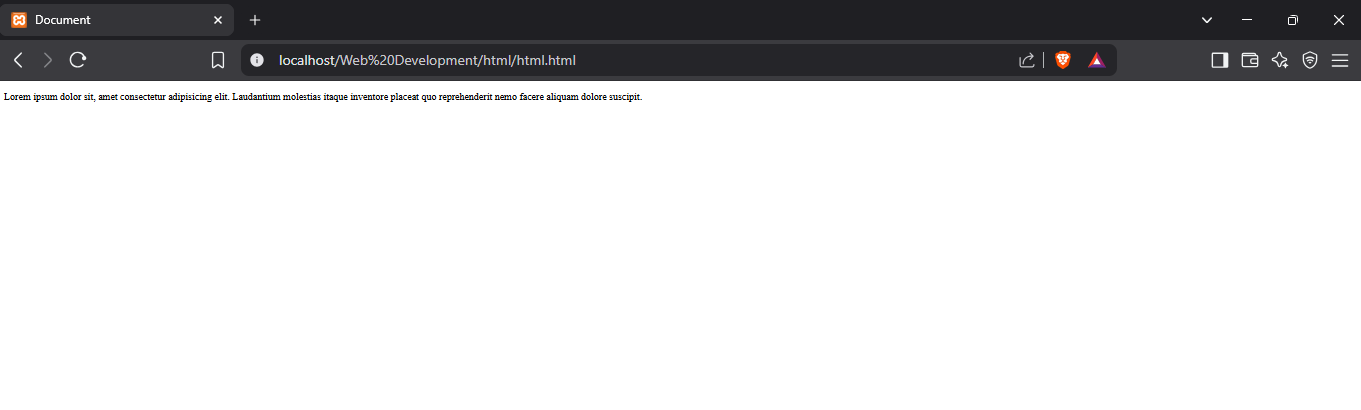 Document
localhost/Web%20Development/html/html.html
Lorem ipsum dolor sit, amet consectetur adipisicing elit. Laudantium molestias itaque inventore placeat quo reprehenderit nemo facere aliquam dolore suscipit.